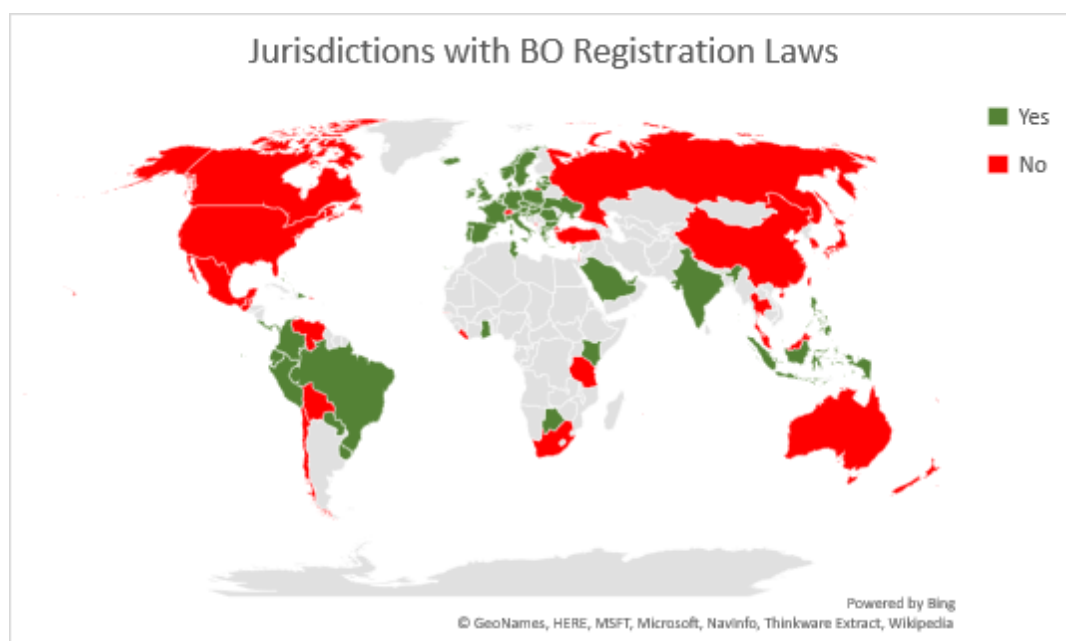 Jurisdictions with BO Registration Laws
Yes
No
Powered by Bing
© GeoNames, HERE, MSFT, Microsoft, NavInfo, Thinkware Extract, Wikipedia